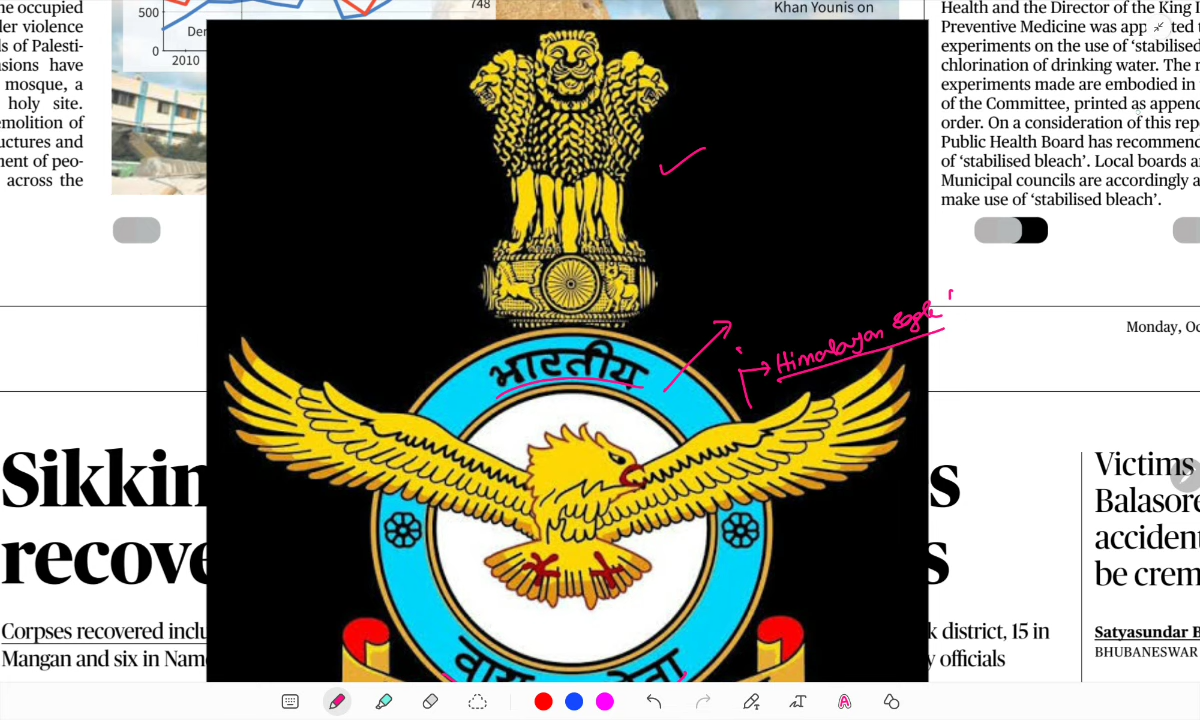 he occupied
ler violence
ls of Palesti-
sions have
mosque, a
holy site.
emolition of
uctures and
ment of peo-
across the
500
0
2010
Der
748
Khan Younis on
Health and the Director of the King I
Preventive Medicine was app ted t
experiments on the use of ‘stabilised
chlorination of drinking water. The r
experiments made are embodied in
of the Committee, printed as append
order. On a consideration of this rep
Public Health Board has recommend
of ‘stabilised bleach’. Local boards a
Municipal councils are accordingly a
make use of ‘stabilised bleach’.
Monday, Oc
भारतीय
Himalayan Eagle
Sikkin
recove
s
s
Corpses recovered inclu
Mangan and six in Nam
k district, 15 in
y officials
Victims
Balasore
accident
be crem
Satyasundar B
BHUBANESWAR
वायु सेना